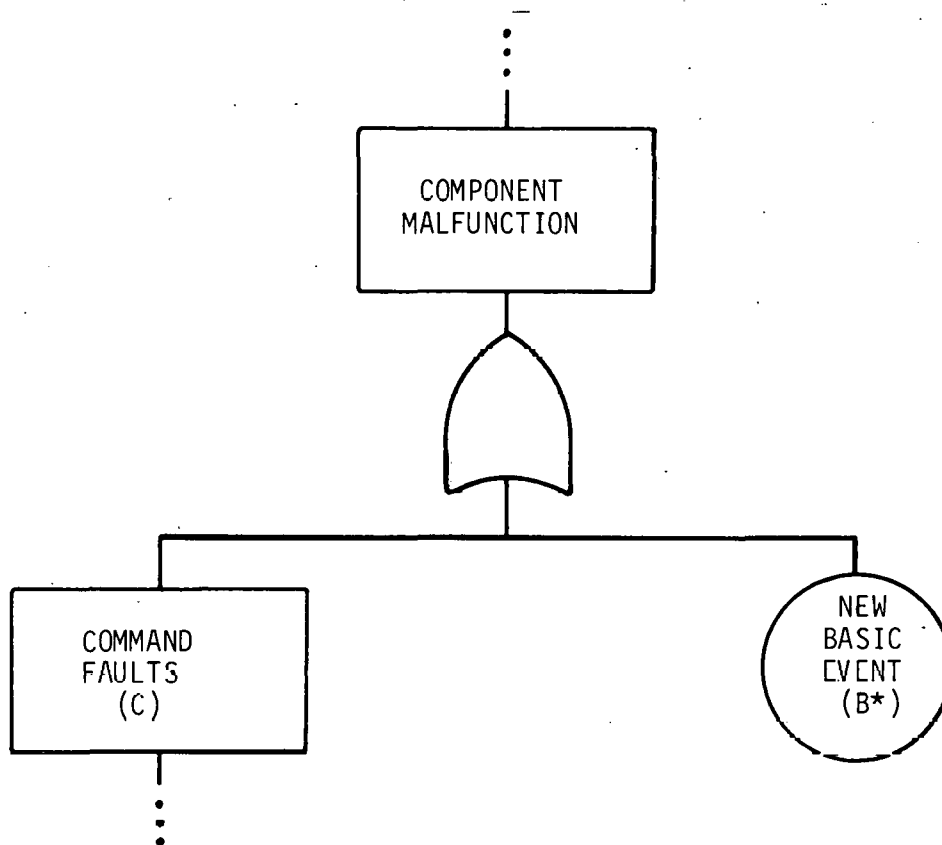 COMPONENT
MALFUNCTION
COMMAND
FAULTS
(C)
NEW
BASIC
EVENT
(B*)